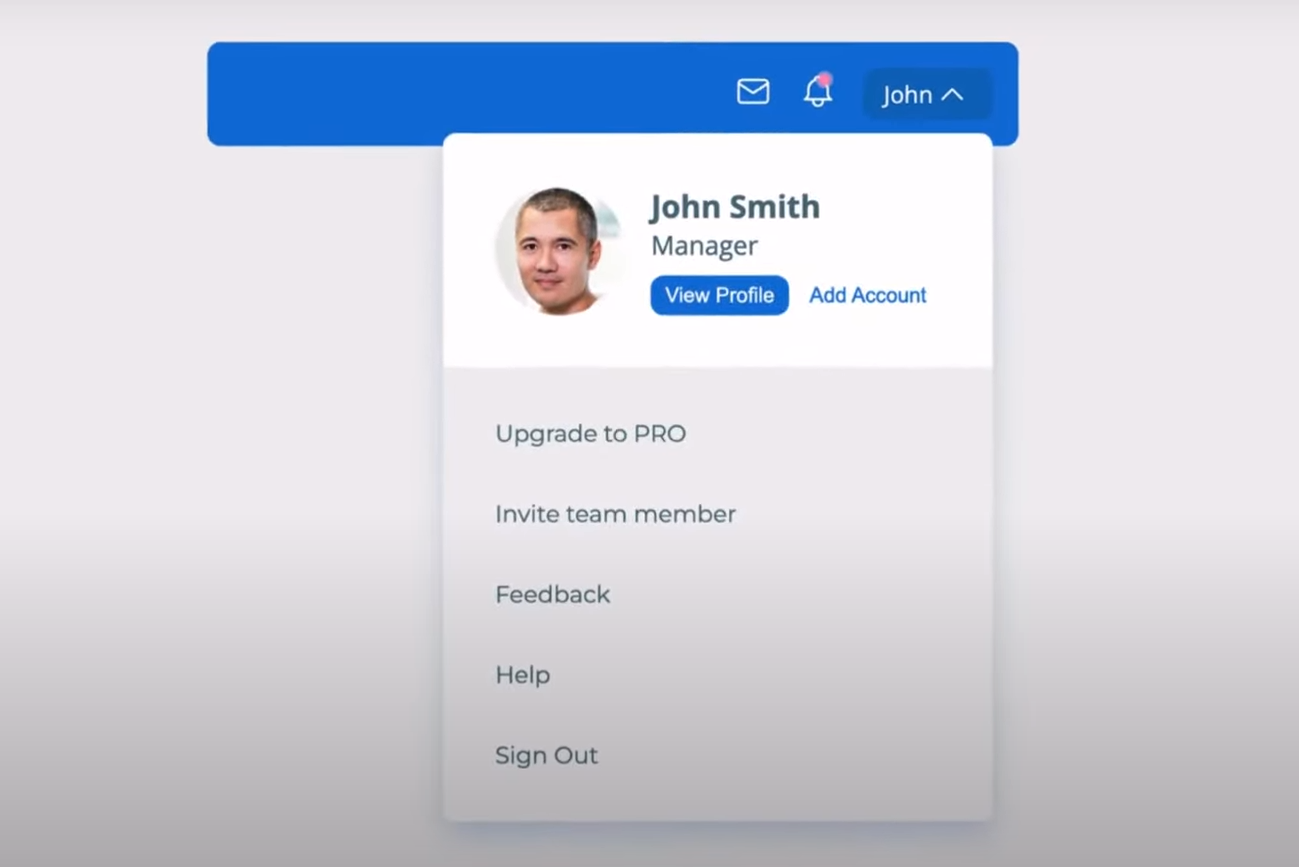 John
John Smith
Manager
View Profile Add Account
Upgrade to PRO
Invite team member
Feedback
Help
Sign Out